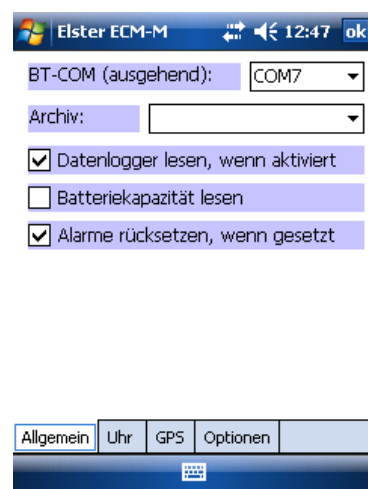 Elster ECM-M 12:47 ok
BT-COM (ausgehend): COM7
Archiv:
Datenlogger lesen, wenn aktiviert
Batteriekapazität lesen
Alarme rücksetzen, wenn gesetzt
Allgemein Uhr GPS Optionen